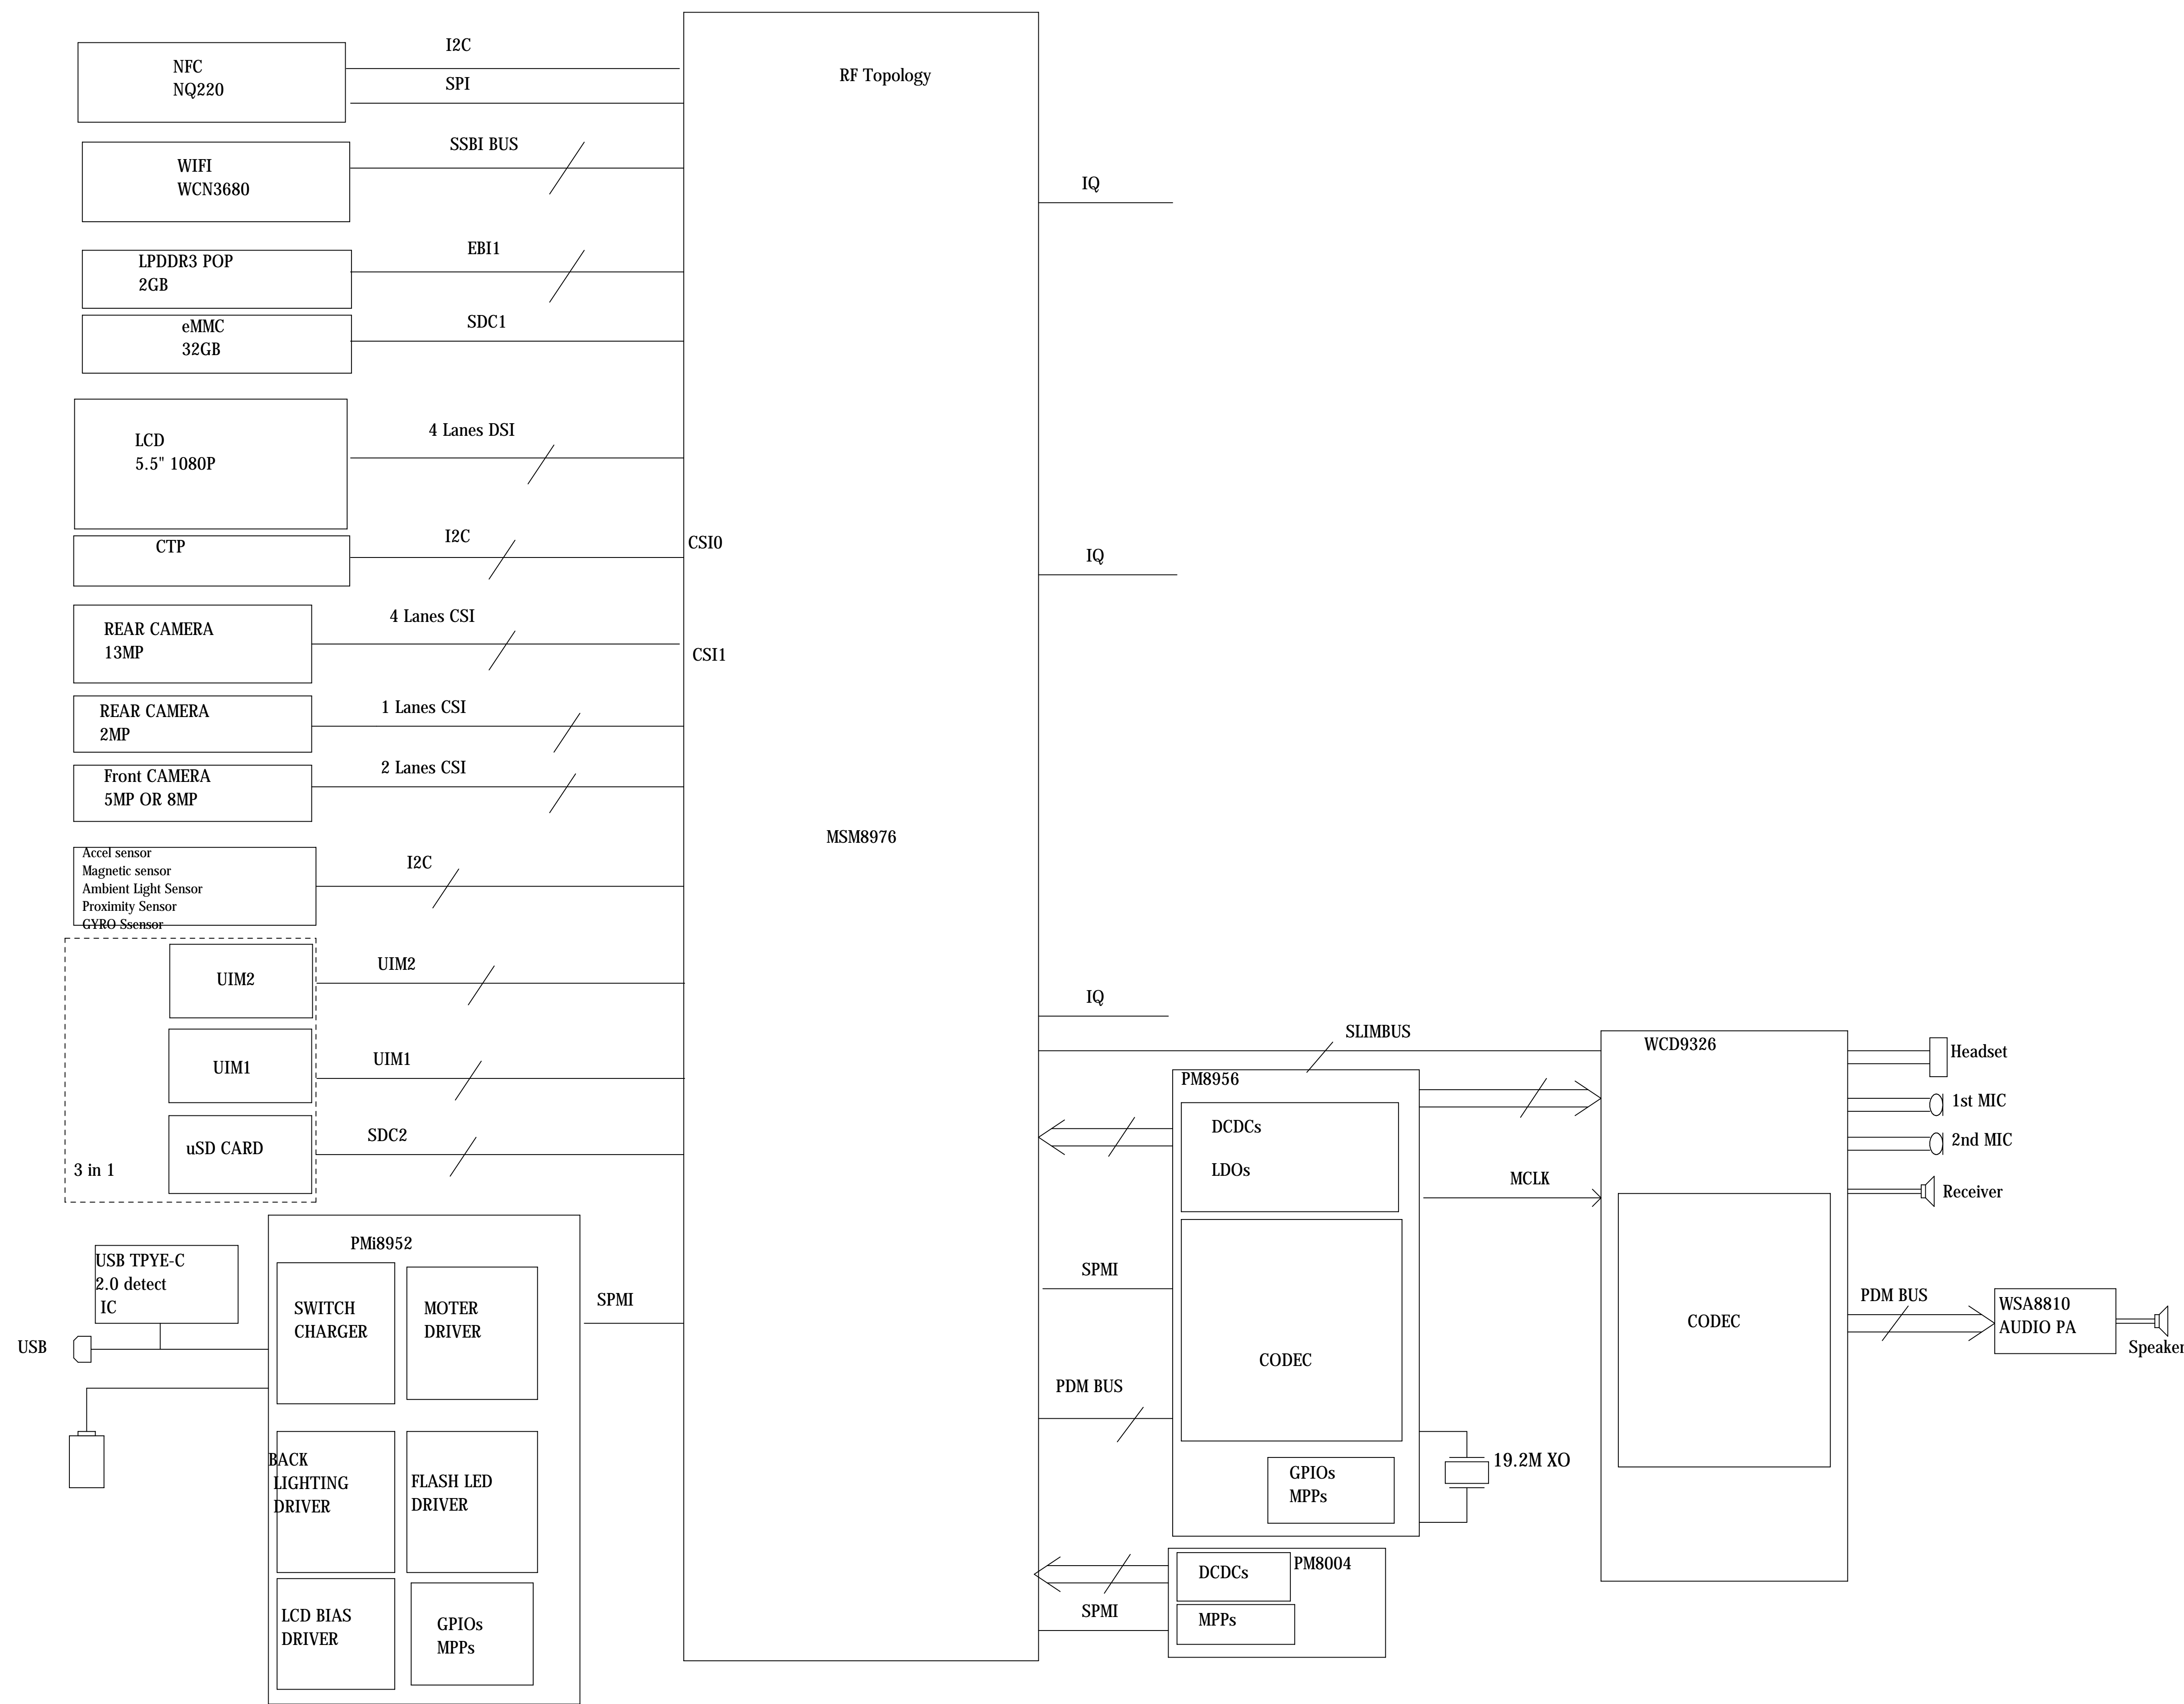 RF Topology
I2C
NFC
NQ220
SPI
SSBI BUS
WIFI
WCN3680
IQ
EBI1
LPDDR3 POP
2GB
SDC1
eMMC
32GB
4 Lanes DSI
LCD
5.5" 1080P
I2C
CTP
CSI0
IQ
4 Lanes CSI
REAR CAMERA
13MP
CSI1
1 Lanes CSI
REAR CAMERA
2MP
2 Lanes CSI
Front CAMERA
5MP OR 8MP
MSM8976
Accel sensor
Magnetic sensor
Ambient Light Sensor
Proximity Sensor
GYRO Ssensor
I2C
UIM2
UIM2
IQ
UIM1
UIM1
SDC2
uSD CARD
3 in 1
SLIMBUS
WCD9326
Headset
1st MIC
2nd MIC
Receiver
PM8956
DCDCs
LDOs
MCLK
SPMI
CODEC
PDM BUS
GPIOs
MPPs
19.2M XO
CODEC
PDM BUS
WSA8810
AUDIO PA
Speaker
PMi8952
USB TPYE-C
2.0 detect
IC
USB
SWITCH
CHARGER
MOTER
DRIVER
SPMI
BACK
LIGHTING
DRIVER
FLASH LED
DRIVER
LCD BIAS
DRIVER
GPIOs
MPPs
DCDCs
PM8004
SPMI
MPPs